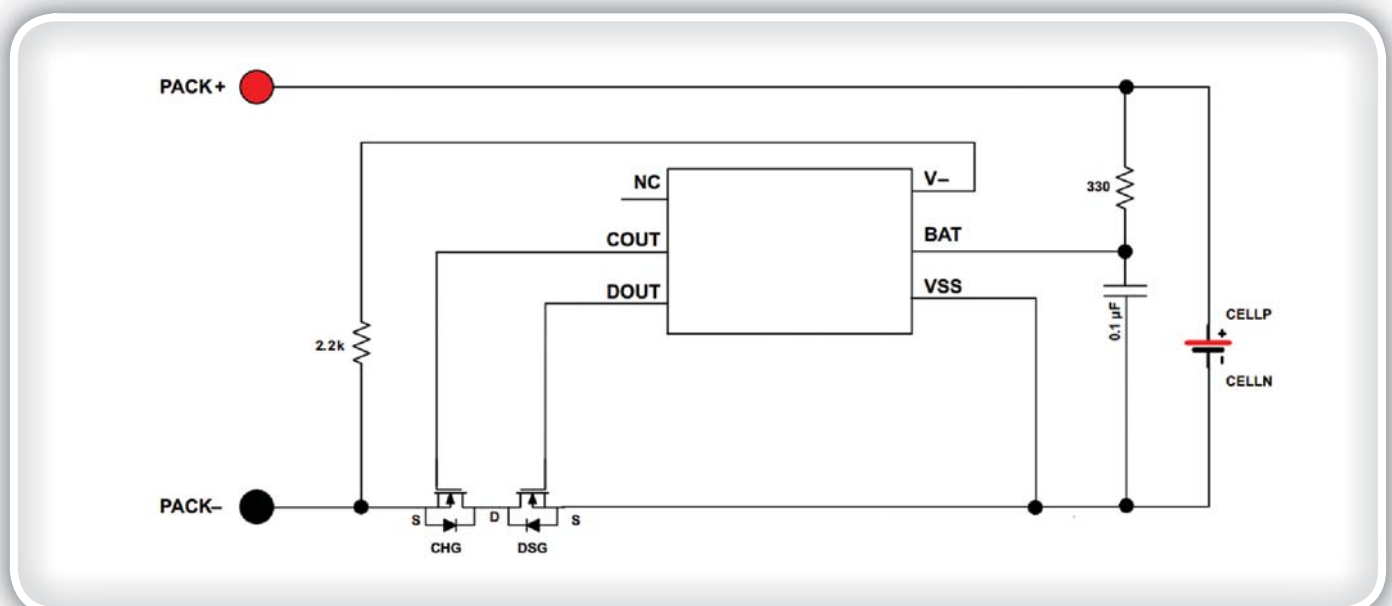 PACK+
NC
V–
330
COUT
BAT
DOUT
VSS
0.1 µF
CELLP
+
2.2k
-
CELLN
PACK–
S
D
S
CHG
DSG